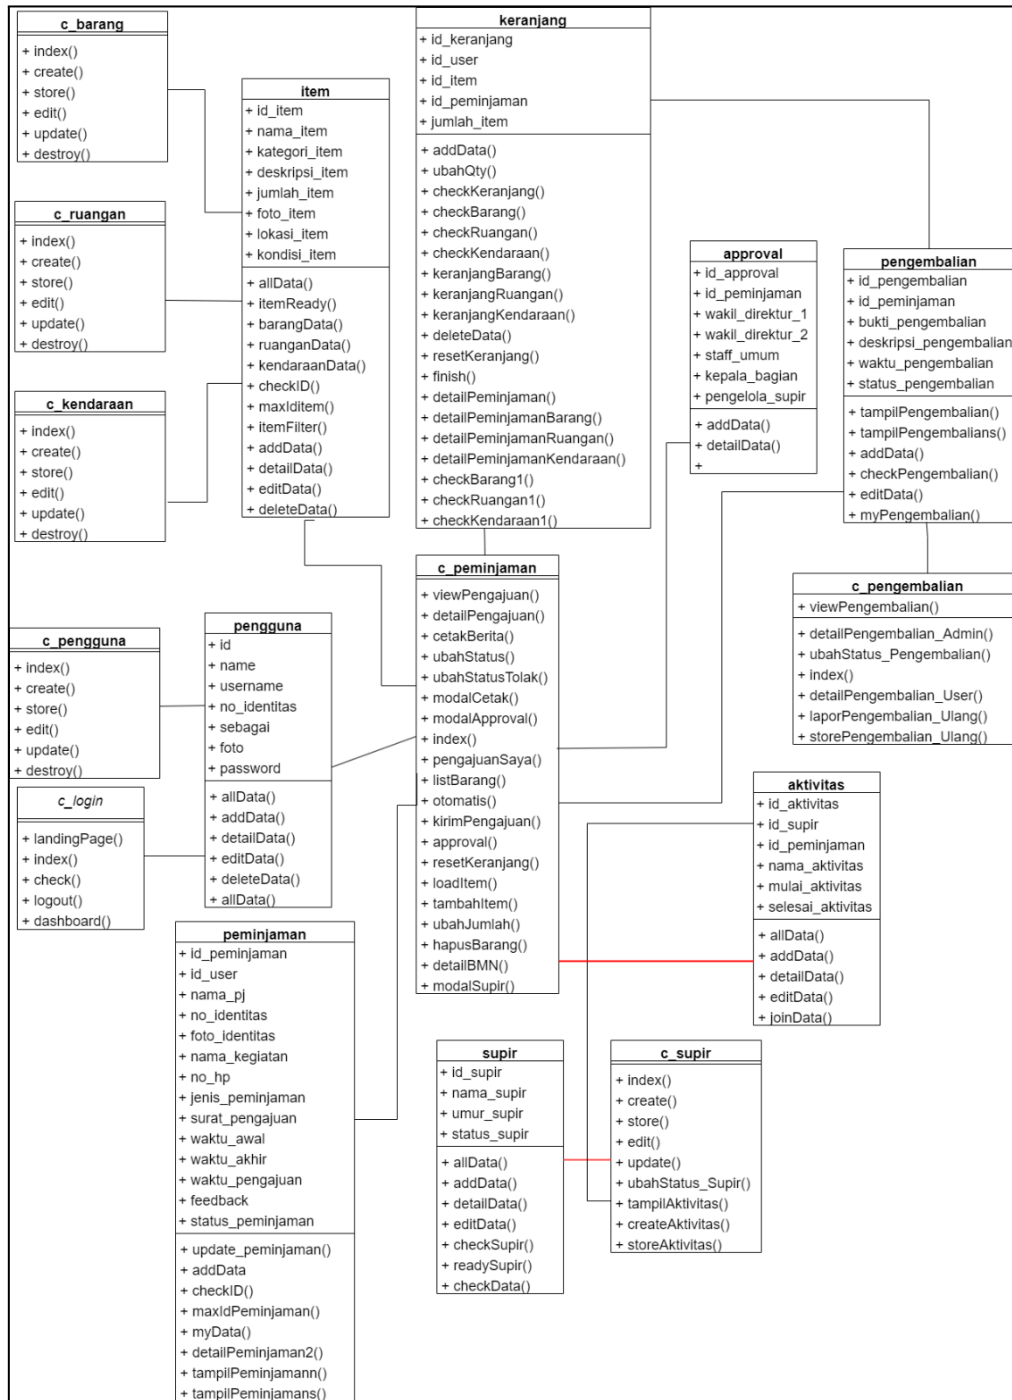 c_barang
+ index()
+ create()
+ store()
+ edit()
+ update()
+ destroy()
c_ruangan
+ index()
+ create()
+ store()
+ edit()
+ update()
+ destroy()
c_kendaraan
+ index()
+ create()
+ store()
+ edit()
+ update()
+ destroy()
item
+ id_item
+ nama_item
+ kategori_item
+ deskripsi_item
+ jumlah_item
+ foto_item
+ lokasi_item
+ kondisi_item
+ allData()
+ itemReady()
+ barangData()
+ ruanganData()
+ kendaraanData()
+ checkID()
+ maxIditem()
+ itemFilter()
+ addData()
+ detailData()
+ editData()
+ deleteData()
keranjang
+ id_keranjang
+ id_user
+ id_item
+ id_peminjaman
+ jumlah_item
+ addData()
+ ubahQty()
+ checkKeranjang()
+ checkBarang()
+ checkRuangan()
+ checkKendaraan()
+ keranjangBarang()
+ keranjangRuangan()
+ keranjangKendaraan()
+ deleteData()
+ resetKeranjang()
+ finish()
+ detailPeminjaman()
+ detailPeminjamanBarang()
+ detailPeminjamanRuangan()
+ detailPeminjamanKendaraan()
+ checkBarang1()
+ checkRuangan1()
+ checkKendaraan1()
approval
+ id_approval
+ id_peminjaman
+ wakil_direktur_1
+ wakil_direktur_2
+ staff_umum
+ kepala_bagian
+ pengelola_supir
+ addData()
+ detailData()
+
pengembalian
+ id_pengembalian
+ id_peminjaman
+ bukti_pengembalian
+ deskripsi_pengembalian
+ waktu_pengembalian
+ status_pengembalian
+ tampilPengembalian()
+ tampilPengembalians()
+ addData()
+ checkPengembalian()
+ editData()
+ myPengembalian()
c_pengembalian
+ viewPengembalian()
+ detailPengembalian_Admin()
+ ubahStatus_Pengembalian()
+ index()
+ detailPengembalian_User()
+ laporPengembalian_Ulang()
+ storePengembalian_Ulang()
c_pengguna
+ index()
+ create()
+ store()
+ edit()
+ update()
+ destroy()
c_login
+ landingPage()
+ index()
+ check()
+ logout()
+ dashboard()
pengguna
+ id
+ name
+ username
+ no_identitas
+ sebagai
+ foto
+ password
+ allData()
+ addData()
+ detailData()
+ editData()
+ deleteData()
+ allData()
c_peminjaman
+ viewPengajuan()
+ detailPengajuan()
+ cetakBerita()
+ ubahStatus()
+ ubahStatusTolak()
+ modalCetak()
+ modalApproval()
+ index()
+ pengajuanSaya()
+ listBarang()
+ otomatis()
+ kirimPengajuan()
+ approval()
+ resetKeranjang()
+ loadItem()
+ tambahItem()
+ ubahJumlah()
+ hapusBarang()
+ detailBMN()
+ modalSupir()
aktivitas
+ id_aktivitas
+ id_supir
+ id_peminjaman
+ nama_aktivitas
+ mulai_aktivitas
+ selesai_aktivitas
+ allData()
+ addData()
+ detailData()
+ editData()
+ joinData()
peminjaman
+ id_peminjaman
+ id_user
+ nama_pj
+ no_identitas
+ foto_identitas
+ nama_kegiatan
+ no_hp
+ jenis_peminjaman
+ surat_pengajuan
+ waktu_awal
+ waktu_akhir
+ waktu_pengajuan
+ feedback
+ status_peminjaman
+ update_peminjaman()
+ addData
+ checkID()
+ maxIdPeminjaman()
+ myData()
+ detailPeminjaman2()
+ tampilPeminjamann()
+ tampilPeminjamans()
supir
+ id_supir
+ nama_supir
+ umur_supir
+ status_supir
+ allData()
+ addData()
+ detailData()
+ editData()
+ checkSupir()
+ readySupir()
+ checkData()
c_supir
+ index()
+ create()
+ store()
+ edit()
+ update()
+ ubahStatus_Supir()
+ tampilAktivitas()
+ createAktivitas()
+ storeAktivitas()